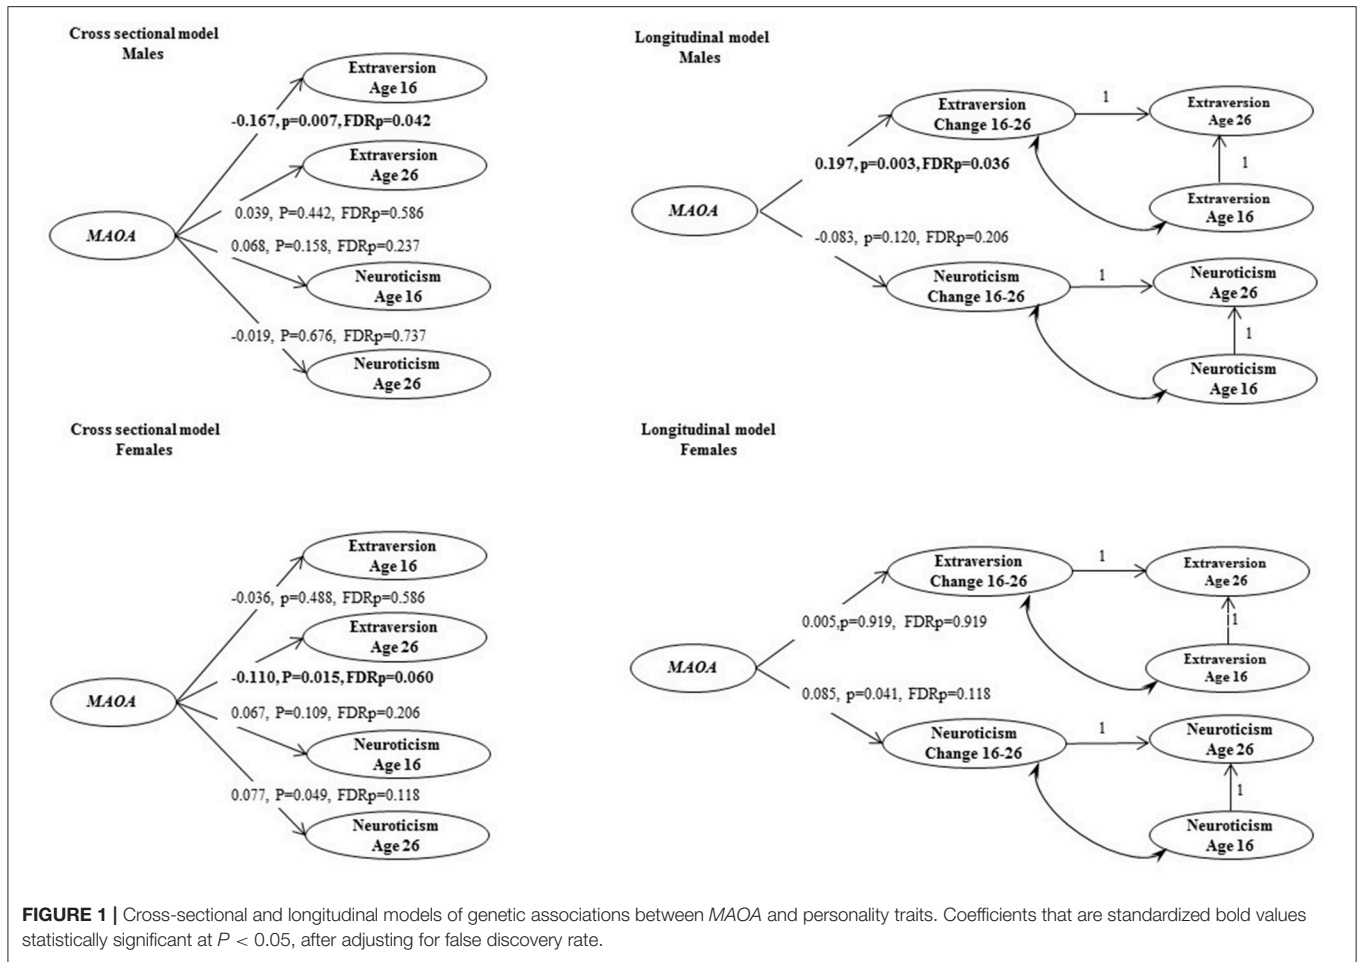 Cross sectional model
Males
Extraversion
Age 16
-0.167, p=0.007, FDRp=0.042
Extraversion
Age 26
0.039, P=0.442, FDRp=0.586
MAOA
0.068, P=0.158, FDRp=0.237
Neuroticism
Age 16
-0.019, P=0.676, FDRp=0.737
Neuroticism
Age 26
Longitudinal model
Males
Extraversion
Change 16-26
1
Extraversion
Age 26
0.197, p=0.003, FDRp=0.036
1
MAOA
Extraversion
Age 16
-0.083, p=0.120, FDRp=0.206
Neuroticism
Change 16-26
1
Neuroticism
Age 26
1
Neuroticism
Age 16
Cross sectional model
Females
Extraversion
Age 16
-0.036, p=0.488, FDRp=0.586
Extraversion
Age 26
-0.110, P=0.015, FDRp=0.060
MAOA
0.067, P=0.109, FDRp=0.206
Neuroticism
Age 16
0.077, P=0.049, FDRp=0.118
Neuroticism
Age 26
Longitudinal model
Females
Extraversion
Change 16-26
1
Extraversion
Age 26
0.005,p=0.919, FDRp=0.919
1
MAOA
Extraversion
Age 16
0.085, p=0.041, FDRp=0.118
Neuroticism
Change 16-26
1
Neuroticism
Age 26
1
Neuroticism
Age 16
FIGURE 1 | Cross-sectional and longitudinal models of genetic associations between MAOA and personality traits. Coefficients that are standardized bold values
statistically significant at P < 0.05, after adjusting for false discovery rate.